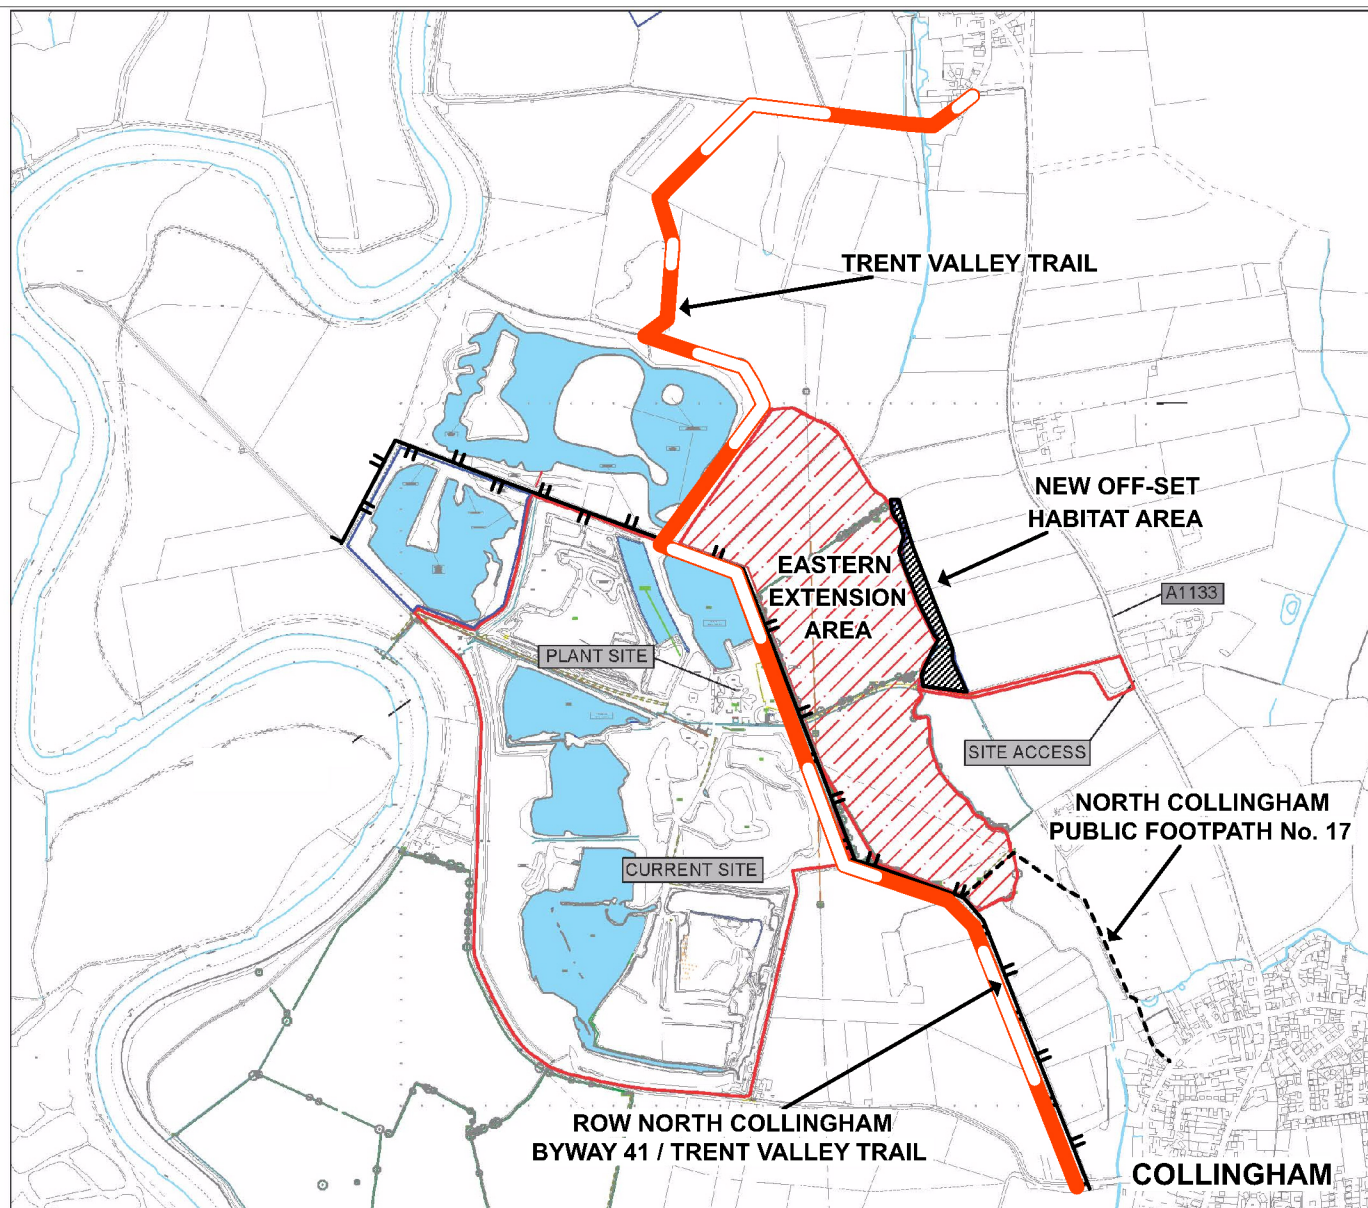 TRENT VALLEY TRAIL
NEW OFF-SET
HABITAT AREA
EASTERN
EXTENSION
AREA
A1133
PLANT SITE
SITE ACCESS
NORTH COLLINGHAM
PUBLIC FOOTPATH No. 17
CURRENT SITE
ROW NORTH COLLINGHAM
BYWAY 41 / TRENT VALLEY TRAIL
COLLINGHAM